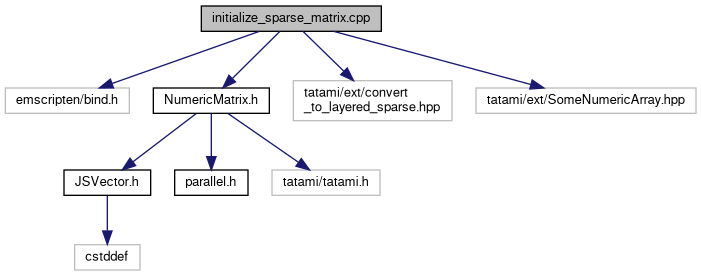 initialize_sparse_matrix.cpp
emscripten/bind.h
NumericMatrix.h
tatami/ext/convert
_to_layered_sparse.hpp
tatami/ext/SomeNumericArray.hpp
JSVector.h
parallel.h
tatami/tatami.h
cstddef